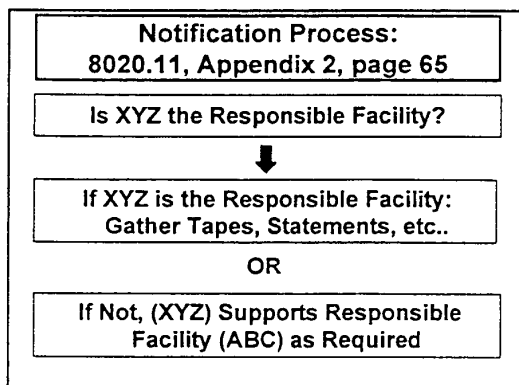 Notification Process:
8020.11, Appendix 2, page 65
Is XYZ the Responsible Facility?
If XYZ is the Responsible Facility:
Gather Tapes, Statements, etc..
OR
If Not, (XYZ) Supports Responsible
Facility (ABC) as Required